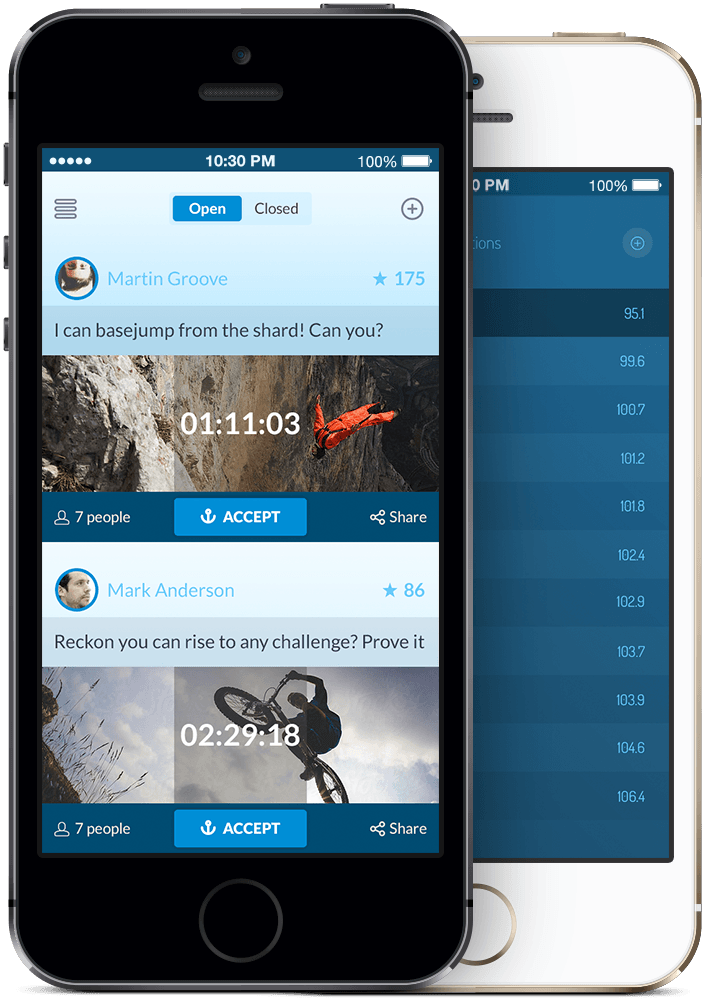 10:30 PM 100%
Open Closed
Martin Groove 175
I can basejump from the shard! Can you?
01:11:03
7 people ACCEPT Share
Mark Anderson 86
Reckon you can rise to any challenge? Prove it
02:29:18
7 people ACCEPT Share
0 PM 100%
tions
95.1
99.6
100.7
101.2
101.8
102.4
102.9
103.7
103.9
104.6
106.4